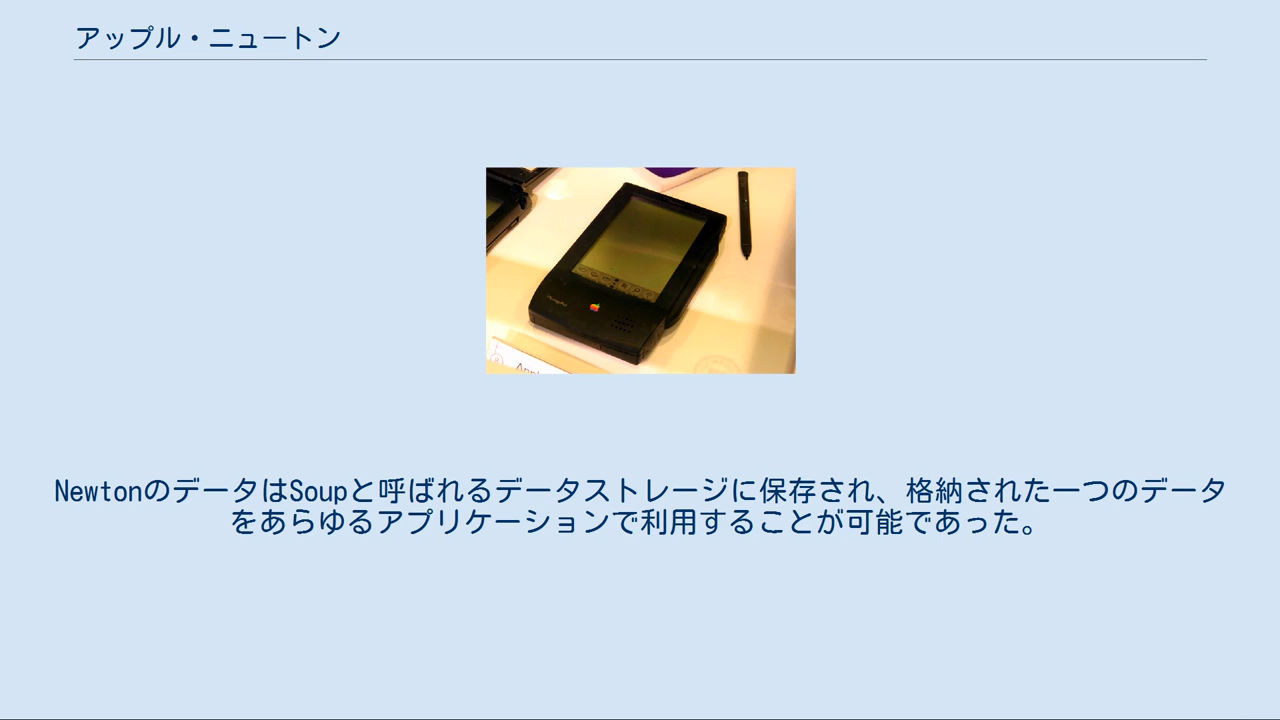 アップル・ニュートン
NewtonのデータはSoupと呼ばれるデータストレージに保存され、格納された一つのデータ
をあらゆるアプリケーションで利用することが可能であった。